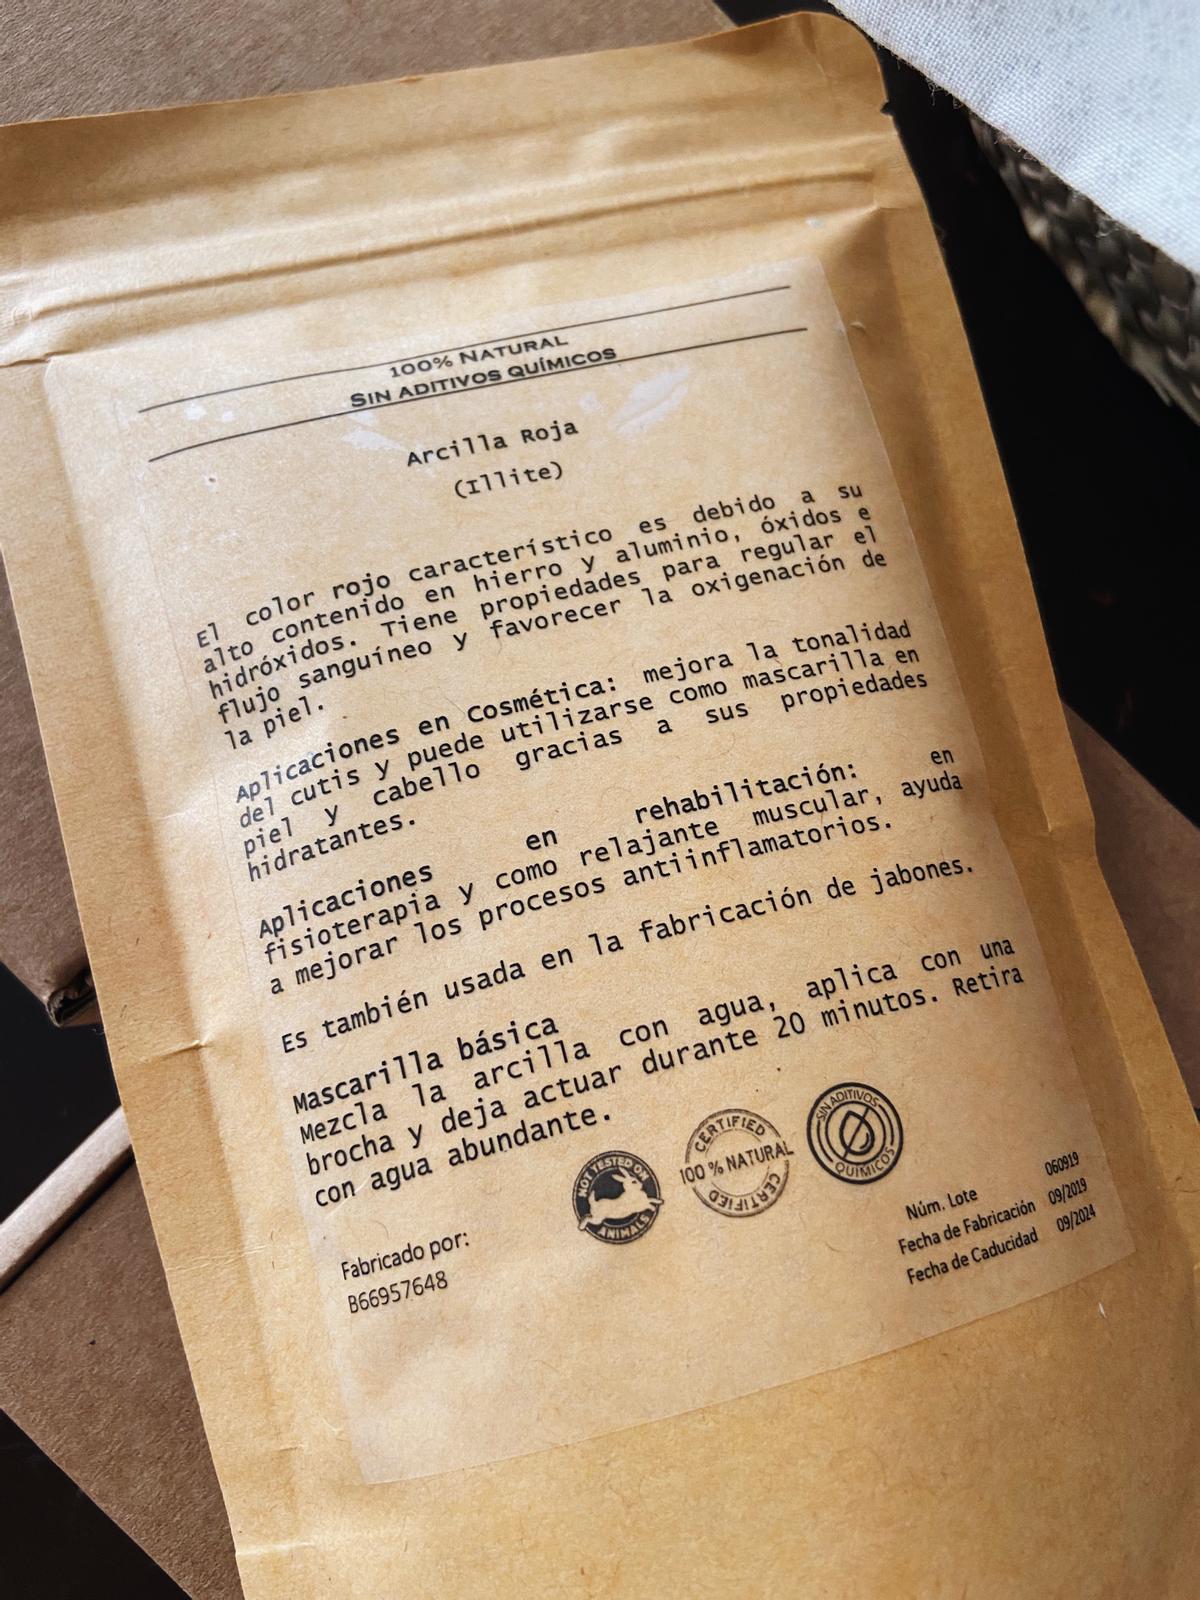 100% NATURAL
SIN ADITIVOS QUÍMICOS
Arcilla Roja
(Illite)
El color rojo característico es debido a su
alto contenido en hierro y aluminio, óxidos e
hidróxidos. Tiene propiedades para regular el
flujo sanguíneo y favorecer la oxigenación de
la piel.
Aplicaciones en Cosmética: mejora la tonalidad
del cutis y puede utilizarse como mascarilla en
piel y cabello gracias a sus propiedades
hidratantes.
Aplicaciones en rehabilitación: en
fisioterapia y como relajante muscular, ayuda
a mejorar los procesos antiinflamatorios.
Es también usada en la fabricación de jabones.
Mascarilla básica
Mezcla la arcilla con agua, aplica con una
brocha y deja actuar durante 20 minutos. Retira
con agua abundante.
NOT TESTED ON
ANIMALS
CERTIFIED
100 % NATURAL
CERTIFIED
SIN ADITIVOS
QUÍMICOS
Fabricado por:
B66957648
Núm. Lote 060919
Fecha de Fabricación 09/2019
Fecha de Caducidad 09/2024